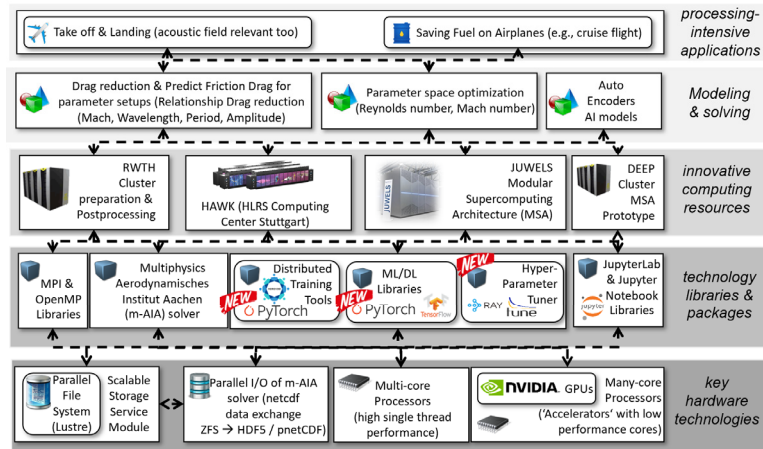 Take off & Landing (acoustic field relevant too)
Saving Fuel on Airplanes (e.g., cruise flight)
processing-
intensive
applications
Drag reduction & Predict Friction Drag for
parameter setups (Relationship Drag reduction
(Mach, Wavelength, Period, Amplitude)
Parameter space optimization
(Reynolds number, Mach number)
Auto
Encoders
AI models
Modeling
& solving
RWTH
Cluster
preparation &
Postprocessing
HAWK (HLRS Computing
Center Stuttgart)
JUWELS
JUWELS
Modular
Supercomputing
Architecture (MSA)
DEEP
Cluster
MSA
Prototype
innovative
computing
resources
MPI &
OpenMP
Libraries
Multiphysics
Aerodynamisches
Institut Aachen
(m-AIA) solver
NEW
Distributed
Training
Tools
PyTorch
NEW
ML/DL
Libraries
PyTorch
TensorFlow
NEW
Hyper-
Parameter
Tuner
RAY
tune
JupyterLab
& Jupyter
Notebook
Libraries
jupyter
technology
libraries &
packages
Parallel
File
System
(Lustre)
Scalable
Storage
Service
Module
Parallel I/O of m-AIA
solver (netcdf
data exchange
ZFS → HDF5 / pnetCDF)
Multi-core
Processors
(high single thread
performance)
NVIDIA. GPUs
Many-core
Processors
(‘Accelerators‘ with low
performance cores)
key
hardware
technologies